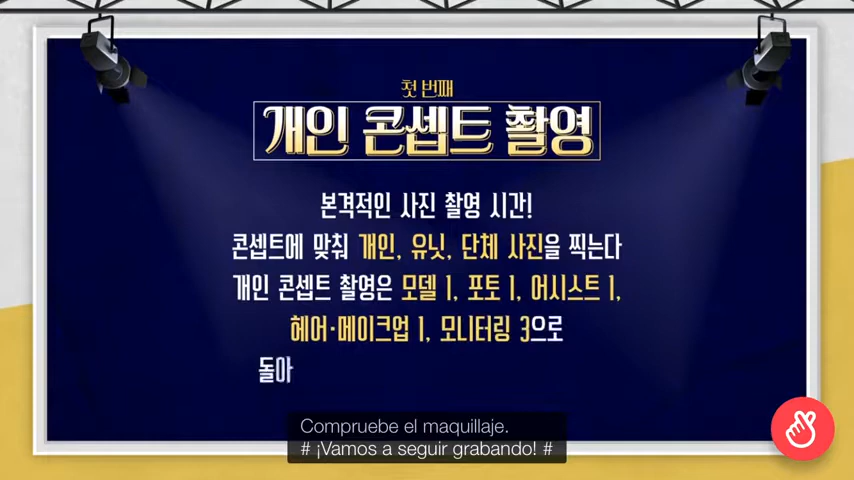 첫 번째
개인 콘셉트 촬영
본격적인 사진 촬영 시간!
콘셉트에 맞춰 개인, 유닛, 단체 사진을 찍는다
개인 콘셉트 촬영은 모델 1, 포토 1, 어시스트 1,
헤어·메이크업 1, 모니터링 3으로
돌아
Compruebe el maquillaje.
# ¡Vamos a seguir grabando! #